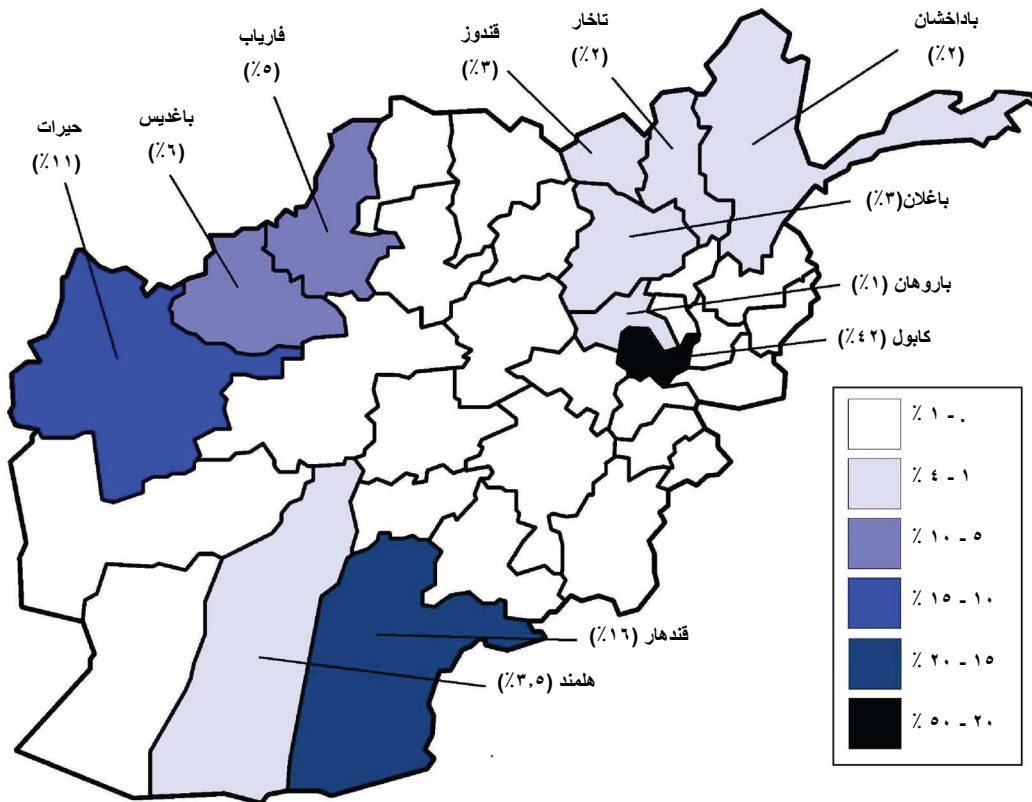 باداخشان
(٪٢)
تاخار
(٪٢)
قندوز
(٪٣)
فارياب
(٪٥)
باغديس
(٪٦)
حيرات
(٪١١)
باغلان(٪٣)
باروهان (٪١)
كابول (٪٤٢)
٠ - ١ ٪
١ - ٤ ٪
٥ - ١٠ ٪
١٠ - ١٥ ٪
١٥ - ٢٠ ٪
٢٠ - ٥٠ ٪
قندهار (٪١٦)
هلمند (٪٣,٥)